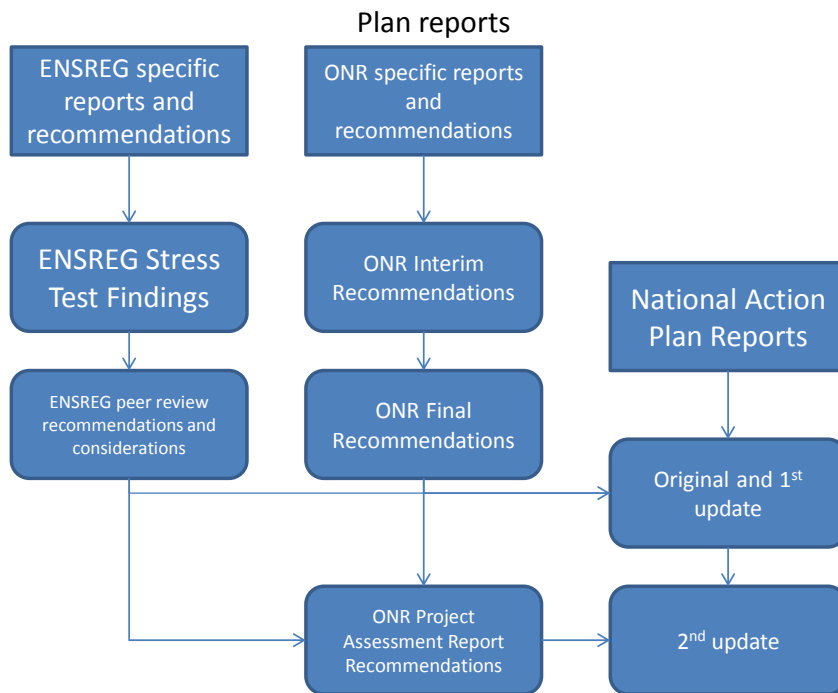 Plan reports
ENSREG specific
reports and
recommendations
ONR specific reports
and
recommendations
ENSREG Stress
Test Findings
ONR Interim
Recommendations
National Action
Plan Reports
ENSREG peer review
recommendations and
considerations
ONR Final
Recommendations
Original and 1st
update
ONR Project
Assessment Report
Recommendations
2nd update